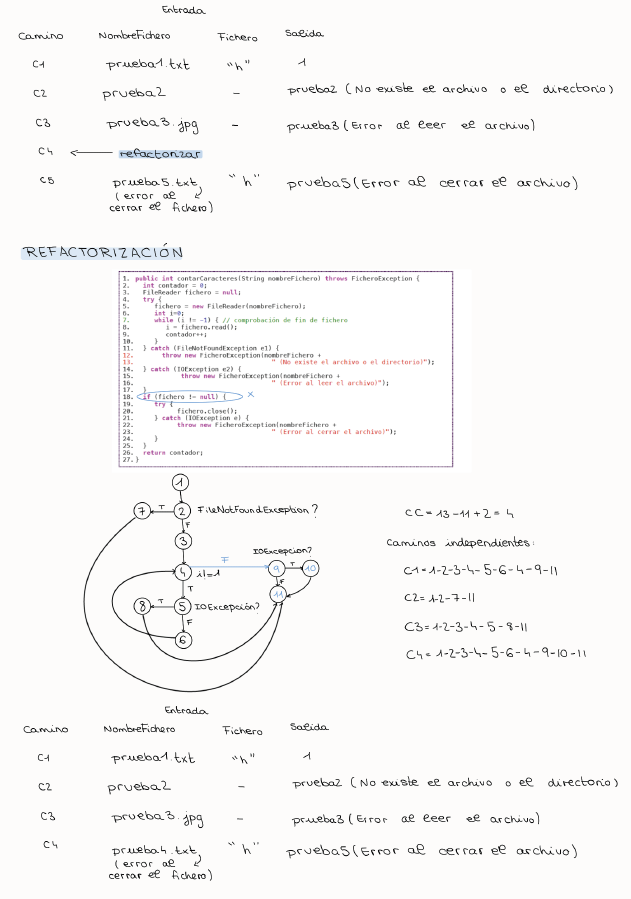 Entrada
Camino NombreFichero Fichero Salida
C1 prueba1.txt "h" 1
C2 prueba2 - prueba2 (No existe el archivo o el directorio)
C3 prueba3.jpg - prueba3 (Error al leer el archivo)
C4 ← refactorizar
C5 prueba5.txt "h" prueba5 (Error al cerrar el archivo)
(error al
cerrar el fichero)
REFACTORIZACIÓN
1. public int contarCaracteres(String nombreFichero) throws FicheroException {
2. int contador = 0;
3. FileReader fichero = null;
4. try {
5. fichero = new FileReader(nombreFichero);
6. int i=0;
7. while (i != -1) { // comprobación de fin de fichero
8. i = fichero.read();
9. contador++;
10. }
11. } catch (FileNotFoundException e1) {
12. throw new FicheroException(nombreFichero +
13. " (No existe el archivo o el directorio)");
14. } catch (IOException e2) {
15. throw new FicheroException(nombreFichero +
16. " (Error al leer el archivo)");
17. }
18. if (fichero != null) { x
19. try {
20. fichero.close();
21. } catch (IOException e) {
22. throw new FicheroException(nombreFichero +
23. " (Error al cerrar el archivo)");
24. }
25. }
26. return contador;
27. }
1
7 T 2 FileNotFoundException?
F
3
IOExcepcion?
4 i!=-1 F 9 T 10
T F
11
8 T 5 IOExcepción?
F
6
CC = 13-11+2 = 4
Caminos independientes:
C1=1-2-3-4-5-6-4-9-11
C2=1-2-7-11
C3=1-2-3-4-5-8-11
C4=1-2-3-4-5-6-4-9-10-11
Entrada
Camino NombreFichero Fichero Salida
C1 prueba1.txt "h" 1
C2 prueba2 - prueba2 (No existe el archivo o el directorio)
C3 prueba3.jpg - prueba3 (Error al leer el archivo)
C4 prueba4.txt "h" prueba5 (Error al cerrar el archivo)
(error al
cerrar el fichero)